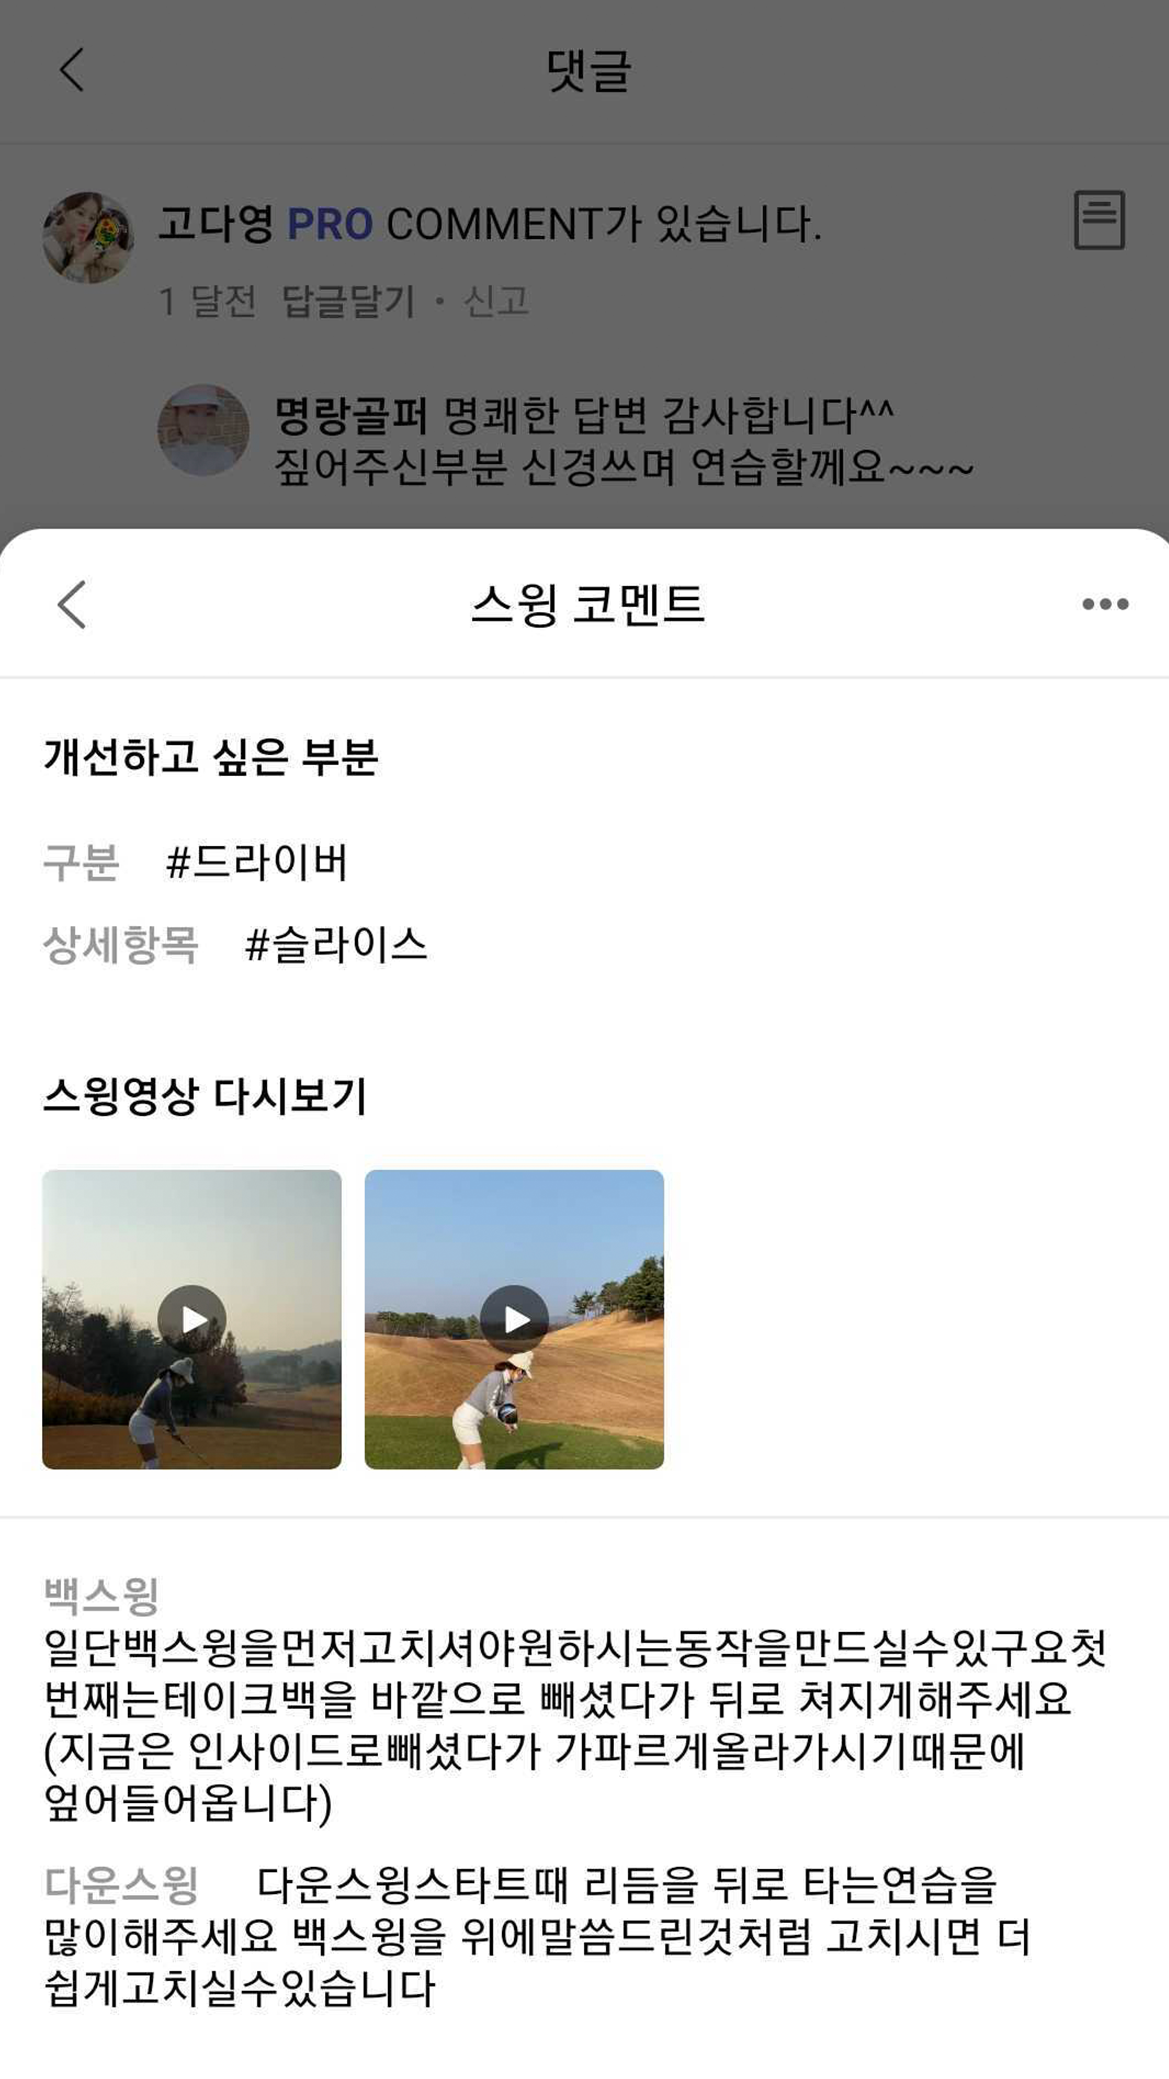 댓글
고다영 PRO COMMENT가 있습니다.
1 달전 답글달기 • 신고
명랑골퍼 명쾌한 답변 감사합니다^^
짚어주신부분 신경쓰며 연습할께요~~~
스윙 코멘트
개선하고 싶은 부분
구분 #드라이버
상세항목 #슬라이스
스윙영상 다시보기
백스윙
일단백스윙을먼저고치셔야원하시는동작을만드실수있구요첫
번째는테이크백을 바깥으로 빼셨다가 뒤로 쳐지게해주세요
(지금은 인사이드로빼셨다가 가파르게올라가시기때문에
엎어들어옵니다)
다운스윙 다운스윙스타트때 리듬을 뒤로 타는연습을
많이해주세요 백스윙을 위에말씀드린것처럼 고치시면 더
쉽게고치실수있습니다